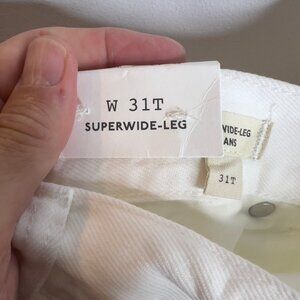 W 31T
SUPERWIDE-LEG
WIDE-LEG
ANS
31T